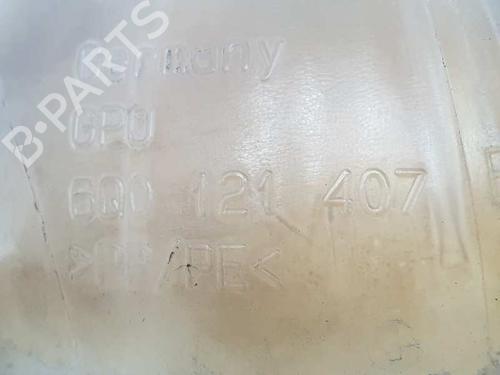 B-PARTS
Germany
GPO
6Q0 121 407
>PP/PE<